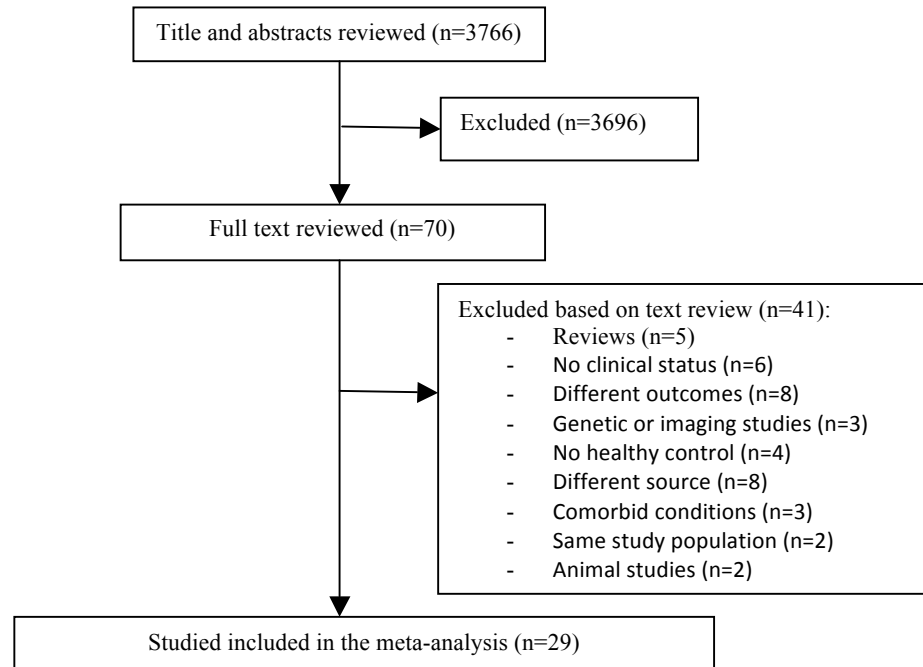 Title and abstracts reviewed (n=3766)
Excluded (n=3696)
Full text reviewed (n=70)
Excluded based on text review (n=41):
- Reviews (n=5)
- No clinical status (n=6)
- Different outcomes (n=8)
- Genetic or imaging studies (n=3)
- No healthy control (n=4)
- Different source (n=8)
- Comorbid conditions (n=3)
- Same study population (n=2)
- Animal studies (n=2)
Studied included in the meta-analysis (n=29)